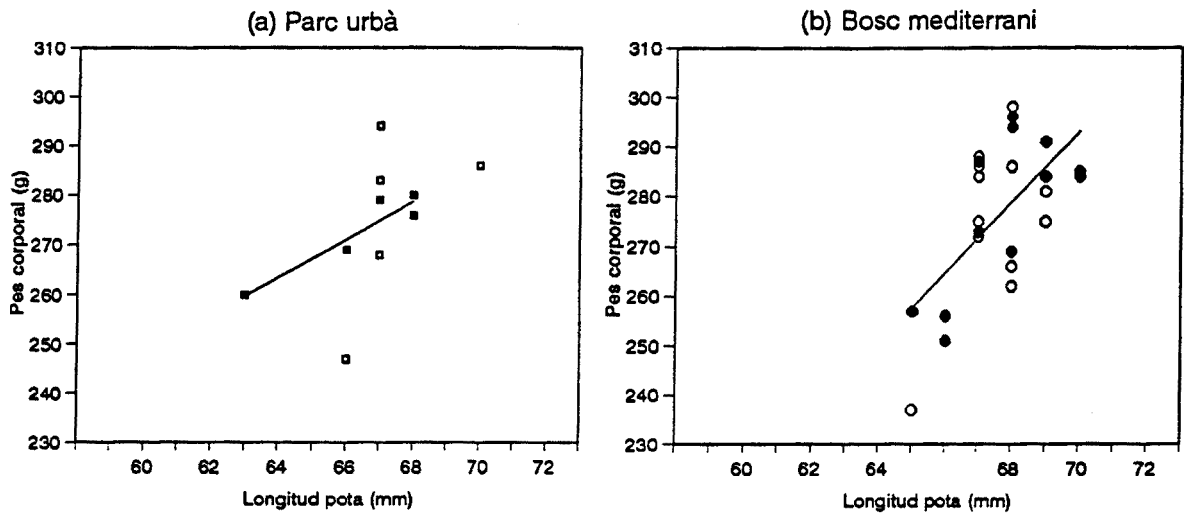 (a) Parc urbà
310
300
290
280
270
260
250
240
230
Pes corporal (g)
60 62 64 66 68 70 72
Longitud pota (mm)
(b) Bosc mediterrani
310
300
290
280
270
260
250
240
230
Pes corporal (g)
60 62 64 66 68 70 72
Longitud pota (mm)